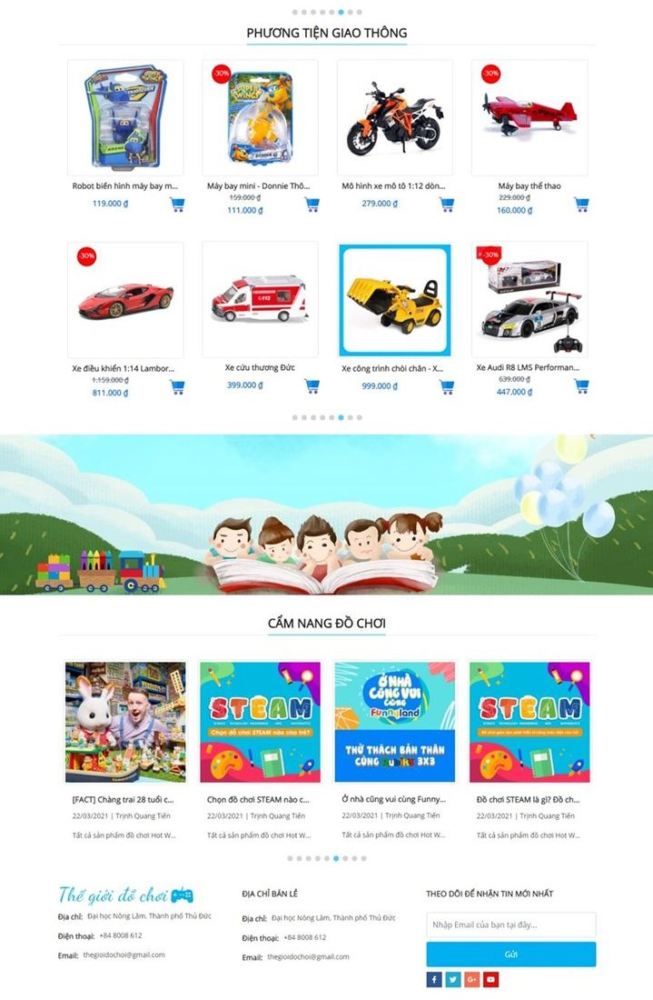 PHƯƠNG TIỆN GIAO THÔNG
-30%
-30%
SUPER WINGS
SUPER WINGS
Robot biến hình máy bay m...
Máy bay mini - Donnie Thô...
Mô hình xe mô tô 1:12 dòn...
Máy bay thể thao
119.000 ₫
159.000 ₫
111.000 ₫
279.000 ₫
229.000 ₫
160.000 ₫
-30%
-30%
112
Xe điều khiển 1:14 Lambor...
Xe cứu thương Đức
Xe công trình chòi chân - X...
Xe Audi R8 LMS Performan...
1.159.000 ₫
811.000 ₫
399.000 ₫
999.000 ₫
639.000 ₫
447.000 ₫
CẨM NANG ĐỒ CHƠI
STEAM
Chọn đồ chơi STEAM nào cho bé?
Ở NHÀ
CŨNG VUI
CÙNG
Funnyland
THỬ THÁCH BẢN THÂN
CÙNG Rubiks 3X3
STEAM
[FACT] Chàng trai 28 tuổi c...
Chọn đồ chơi STEAM nào c...
Ở nhà cũng vui cùng Funny...
Đồ chơi STEAM là gì? Đồ ch...
22/03/2021 | Trịnh Quang Tiến
22/03/2021 | Trịnh Quang Tiến
22/03/2021 | Trịnh Quang Tiến
22/03/2021 | Trịnh Quang Tiến
Tất cả sản phẩm đồ chơi Hot W...
Tất cả sản phẩm đồ chơi Hot W...
Tất cả sản phẩm đồ chơi Hot W...
Tất cả sản phẩm đồ chơi Hot W...
Thế giới đồ chơi
Địa chỉ: Đại học Nông Lâm, Thành phố Thủ Đức
Điện thoại: +84 8008 612
Email: thegioidochoi@gmail.com
ĐỊA CHỈ BÁN LẺ
Địa chỉ: Đại học Nông Lâm, Thành phố Thủ Đức
Điện thoại: +84 8008 612
Email: thegioidochoi@gmail.com
THEO DÕI ĐỂ NHẬN TIN MỚI NHẤT
Nhập Email của bạn tại đây...
Gửi